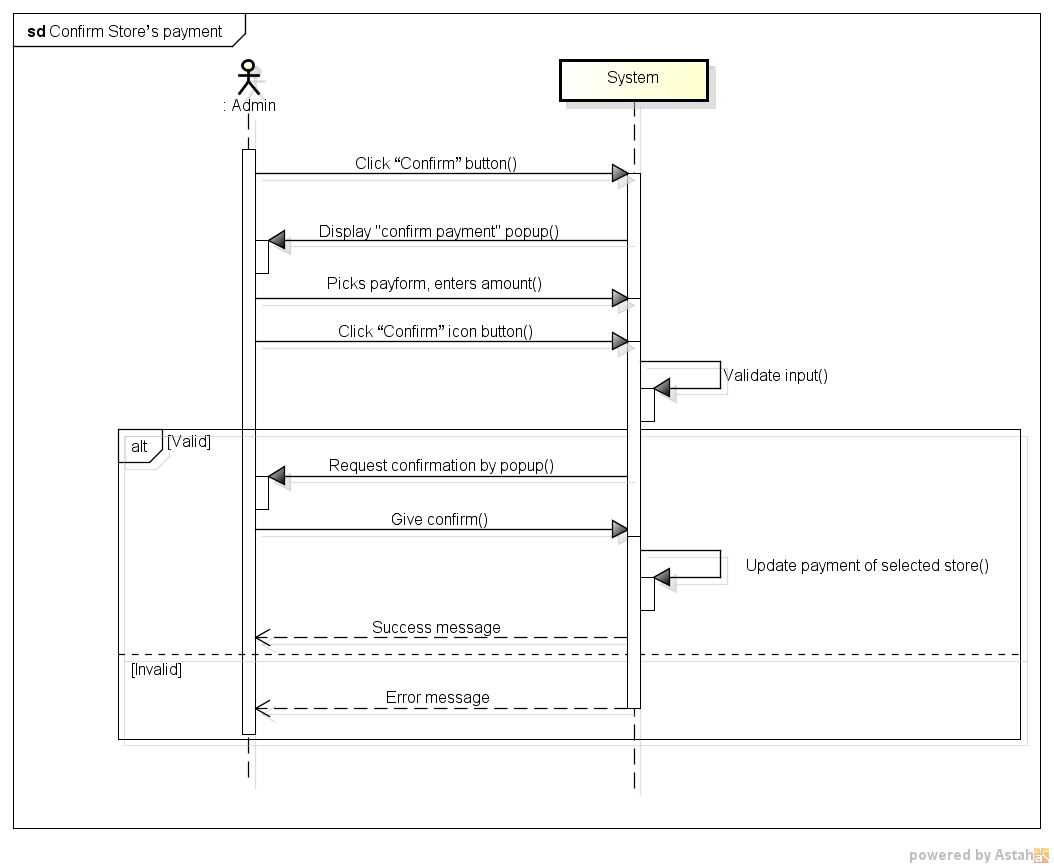 sd Confirm Store's payment
: Admin
System
Click “Confirm” button()
Display "confirm payment" popup()
Picks payform, enters amount()
Click “Confirm” icon button()
Validate input()
alt [Valid]
Request confirmation by popup()
Give confirm()
Update payment of selected store()
Success message
[Invalid]
Error message
powered by Astah